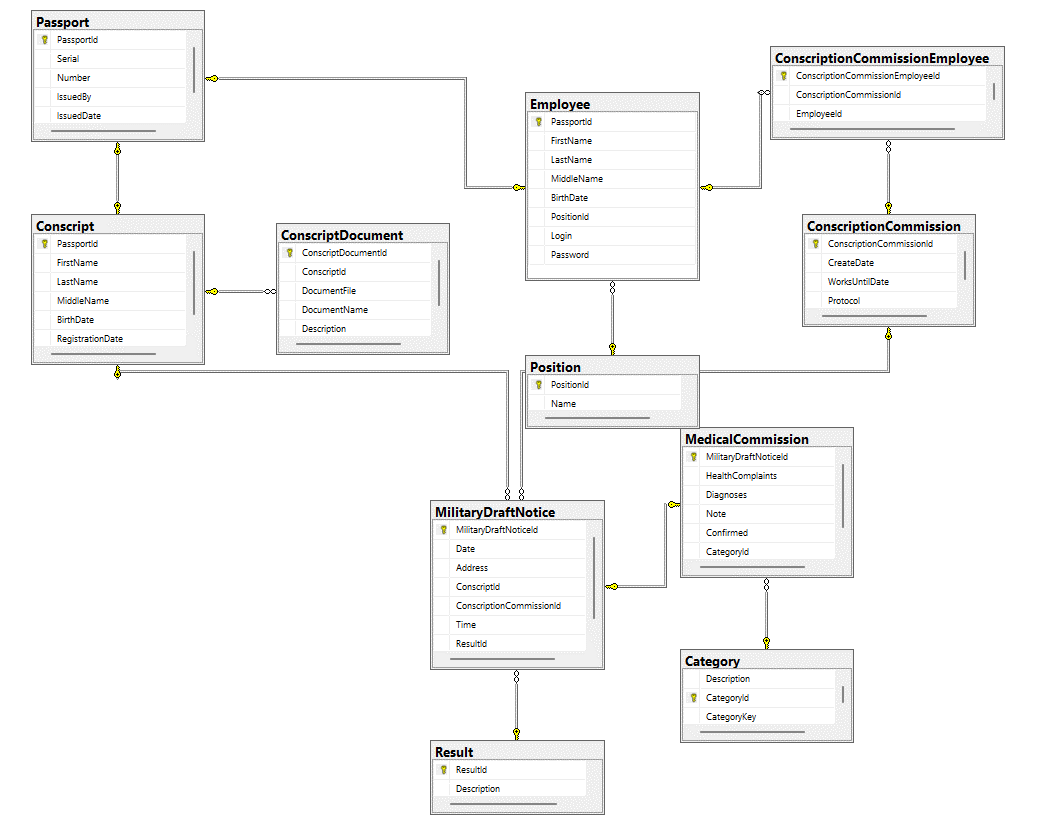 Passport
PassportId
Serial
Number
IssuedBy
IssuedDate
ConscriptionCommissionEmployee
ConscriptionCommissionEmployeeId
ConscriptionCommissionId
EmployeeId
Employee
PassportId
FirstName
LastName
MiddleName
BirthDate
PositionId
Login
Password
Conscript
PassportId
FirstName
LastName
MiddleName
BirthDate
RegistrationDate
ConscriptDocument
ConscriptDocumentId
ConscriptId
DocumentFile
DocumentName
Description
ConscriptionCommission
ConscriptionCommissionId
CreateDate
WorksUntilDate
Protocol
Position
PositionId
Name
MedicalCommission
MilitaryDraftNoticeId
HealthComplaints
Diagnoses
Note
Confirmed
CategoryId
MilitaryDraftNotice
MilitaryDraftNoticeId
Date
Address
ConscriptId
ConscriptionCommissionId
Time
ResultId
Category
Description
CategoryId
CategoryKey
Result
ResultId
Description